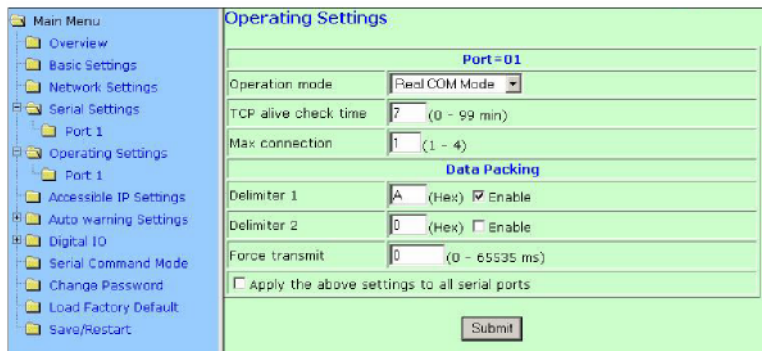 Main Menu
Overview
Basic Settings
Network Settings
Serial Settings
Port 1
Operating Settings
Port 1
Accessible IP Settings
Auto warning Settings
Digital IO
Serial Command Mode
Change Password
Load Factory Default
Save/Restart
Operating Settings
Port=01
Operation mode Real COM Mode
TCP alive check time 7 (0 - 99 min)
Max connection 1 (1 - 4)
Data Packing
Delimiter 1 A (Hex) Enable
Delimiter 2 0 (Hex) Enable
Force transmit 0 (0 - 65535 ms)
Apply the above settings to all serial ports
Submit